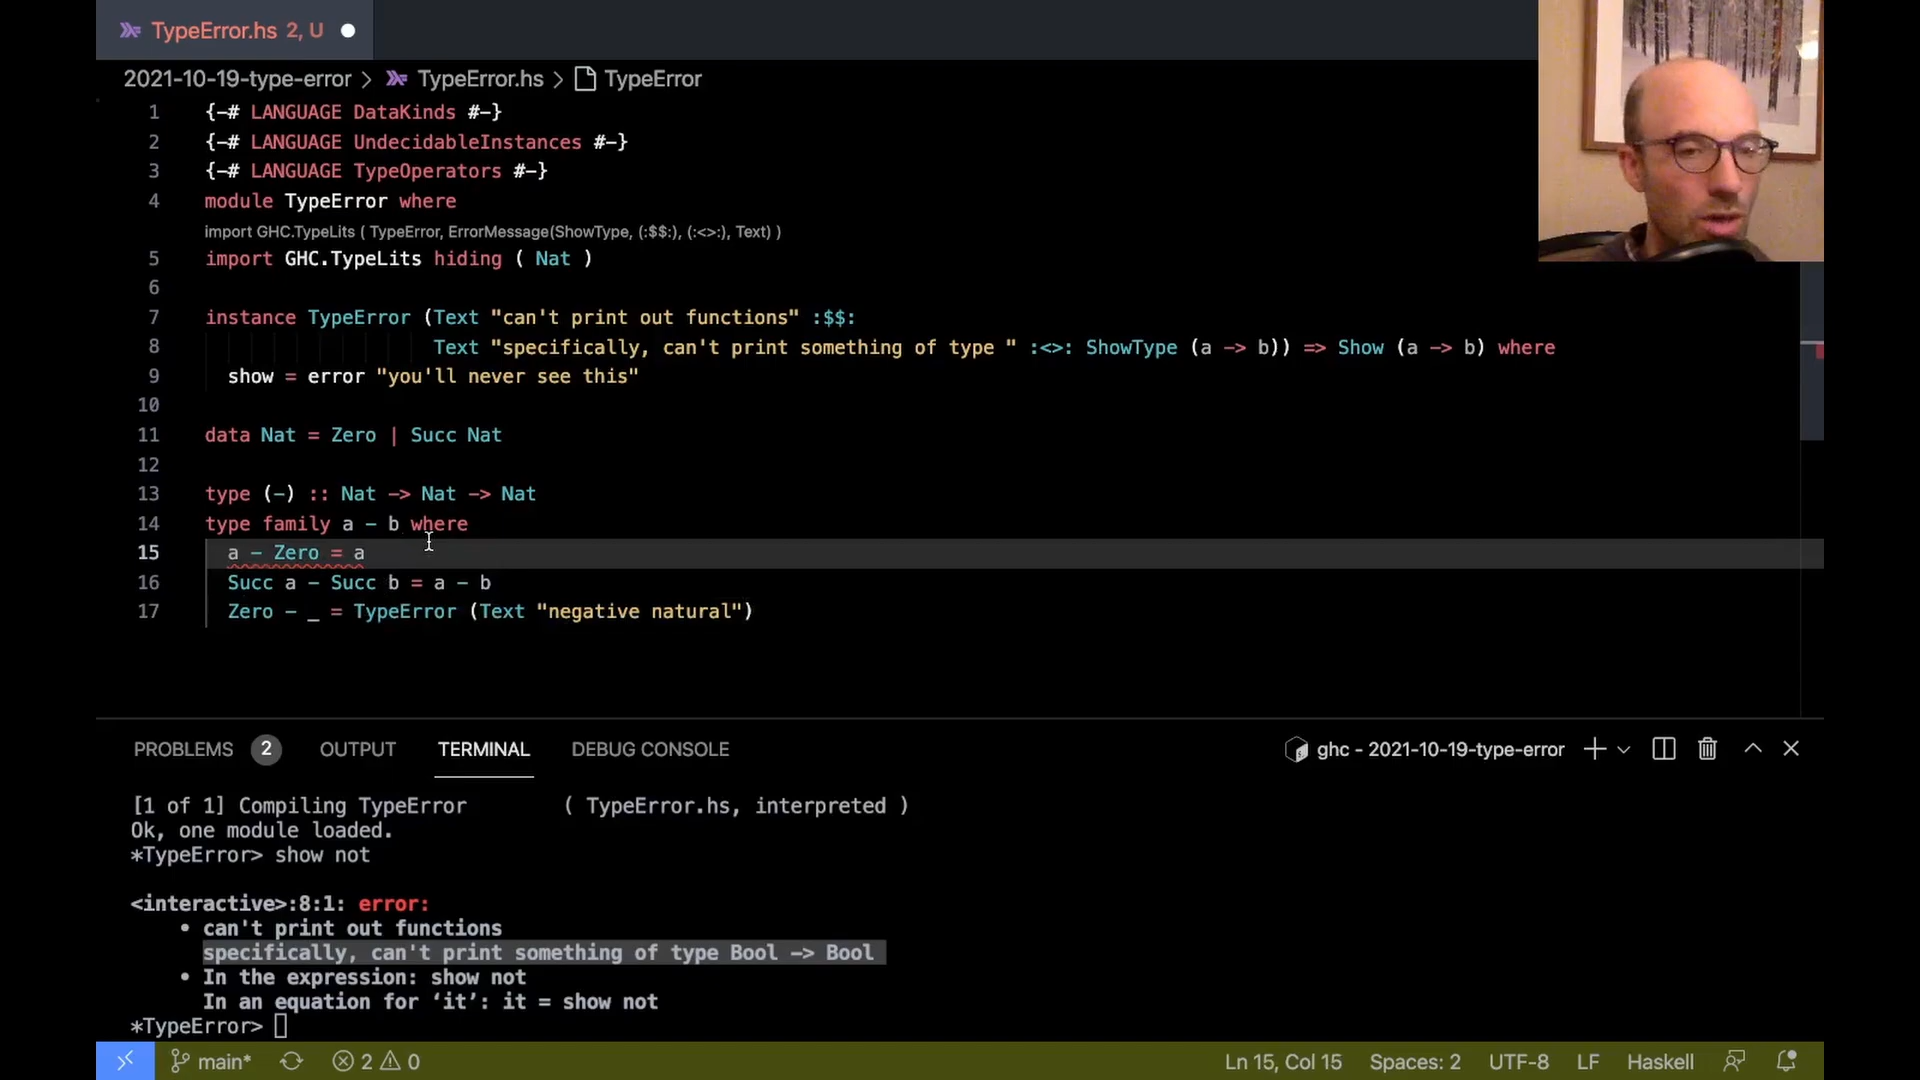 TypeError.hs 2, U
2021-10-19-type-error > TypeError.hs > TypeError
1 {-# LANGUAGE DataKinds #-}
2 {-# LANGUAGE UndecidableInstances #-}
3 {-# LANGUAGE TypeOperators #-}
4 module TypeError where
import GHC.TypeLits ( TypeError, ErrorMessage(ShowType, (:$$:), (:<>:), Text) )
5 import GHC.TypeLits hiding ( Nat )
6
7 instance TypeError (Text "can't print out functions" :$$:
8 Text "specifically, can't print something of type " :<>: ShowType (a -> b)) => Show (a -> b) where
9 show = error "you'll never see this"
10
11 data Nat = Zero | Succ Nat
12
13 type (-) :: Nat -> Nat -> Nat
14 type family a - b where
15 a - Zero = a
16 Succ a - Succ b = a - b
17 Zero - _ = TypeError (Text "negative natural")
PROBLEMS 2 OUTPUT TERMINAL DEBUG CONSOLE ghc - 2021-10-19-type-error
[1 of 1] Compiling TypeError ( TypeError.hs, interpreted )
Ok, one module loaded.
*TypeError> show not
<interactive>:8:1: error:
• can't print out functions
specifically, can't print something of type Bool -> Bool
• In the expression: show not
In an equation for ‘it’: it = show not
*TypeError>
main* 2 0 Ln 15, Col 15 Spaces: 2 UTF-8 LF Haskell